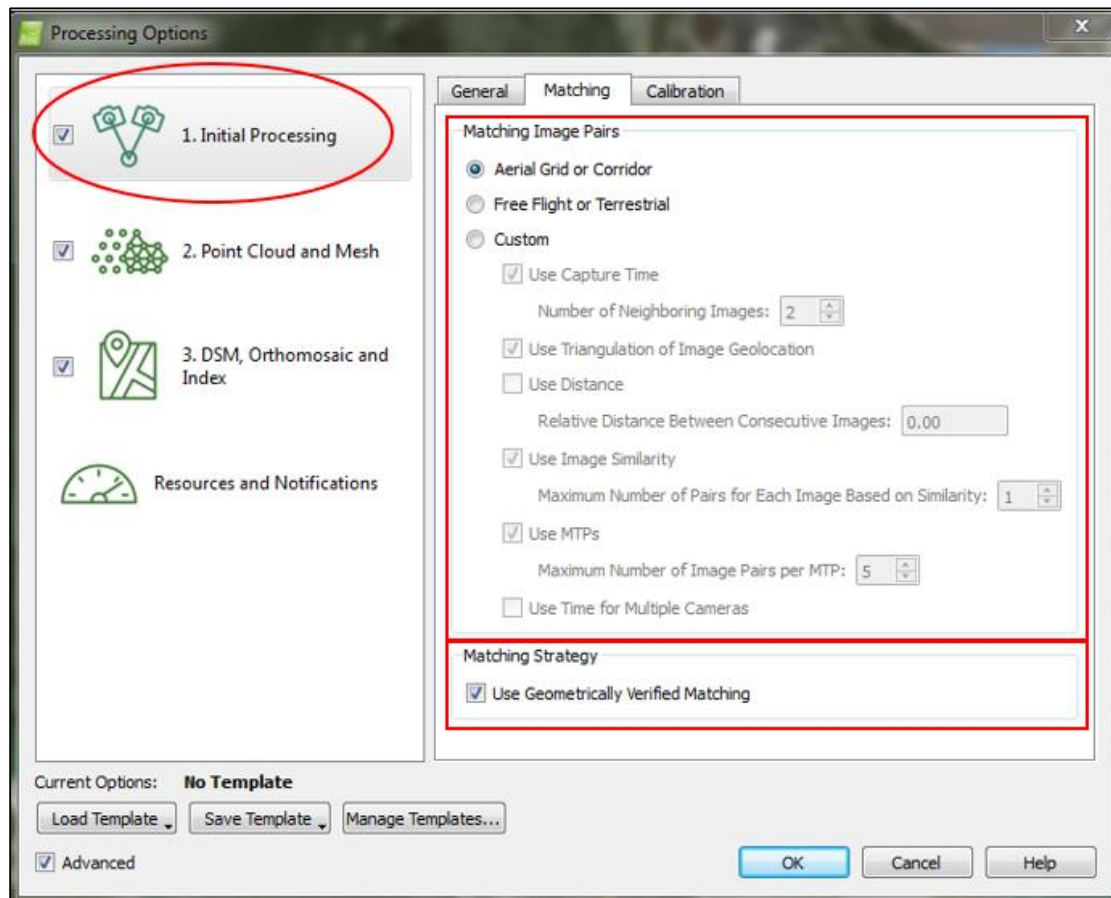 Processing Options
x
1. Initial Processing
2. Point Cloud and Mesh
3. DSM, Orthomosaic and
Index
Resources and Notifications
General Matching Calibration
Matching Image Pairs
Aerial Grid or Corridor
Free Flight or Terrestrial
Custom
Use Capture Time
Number of Neighboring Images: 2
Use Triangulation of Image Geolocation
Use Distance
Relative Distance Between Consecutive Images: 0.00
Use Image Similarity
Maximum Number of Pairs for Each Image Based on Similarity: 1
Use MTPs
Maximum Number of Image Pairs per MTP: 5
Use Time for Multiple Cameras
Matching Strategy
Use Geometrically Verified Matching
Current Options: No Template
Load Template Save Template Manage Templates...
Advanced
OK Cancel Help